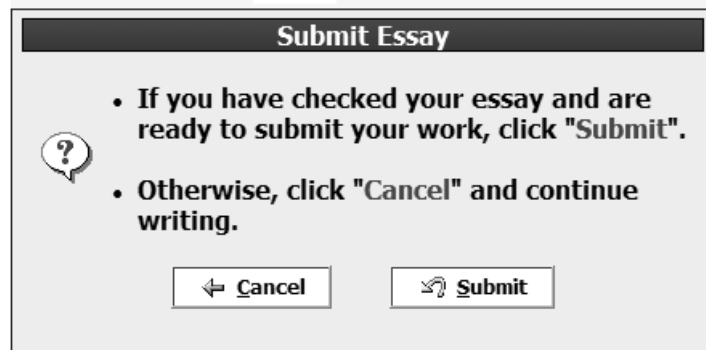 Submit Essay
• If you have checked your essay and are
ready to submit your work, click "Submit".
?
• Otherwise, click "Cancel" and continue
writing.
Cancel
Submit